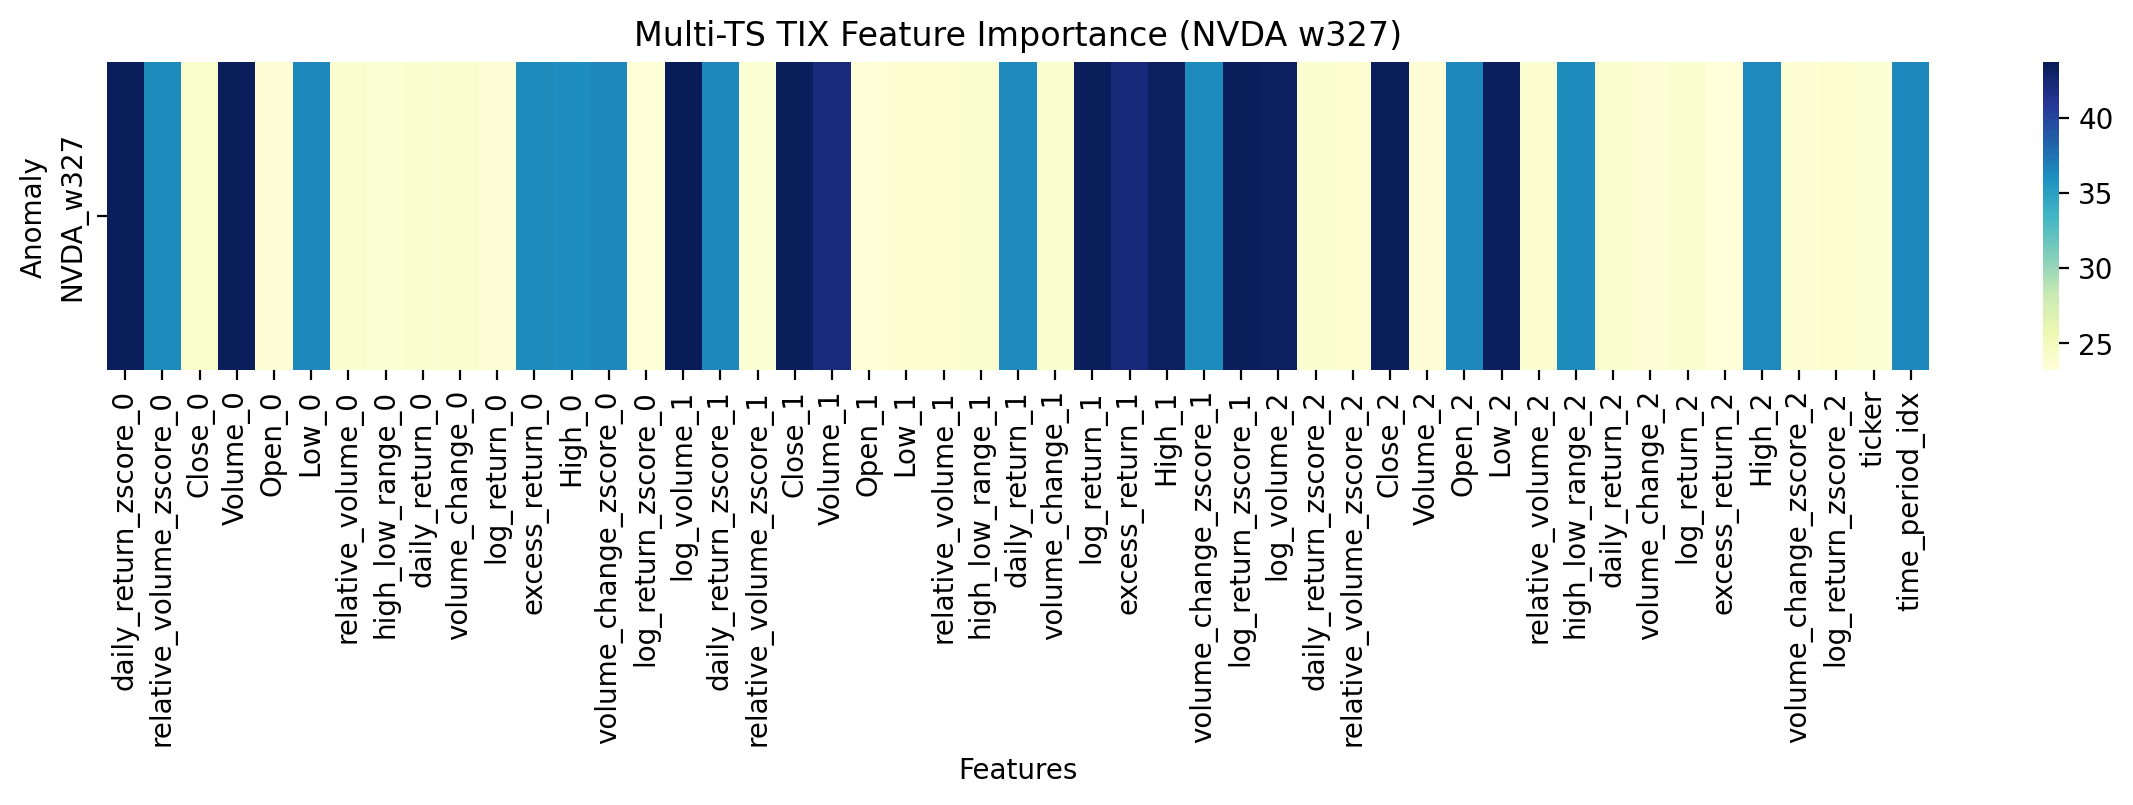 Multi-TS TIX Feature Importance (NVDA w327)
Anomaly
NVDA_w327
40
35
30
25
daily_return_zscore_0
relative_volume_zscore_0
Close_0
Volume_0
Open_0
Low_0
relative_volume_0
high_low_range_0
daily_return_0
volume_change_0
log_return_0
excess_return_0
High_0
volume_change_zscore_0
log_return_zscore_0
log_volume_1
daily_return_zscore_1
relative_volume_zscore_1
Close_1
Volume_1
Open_1
Low_1
relative_volume_1
high_low_range_1
daily_return_1
volume_change_1
log_return_1
excess_return_1
High_1
volume_change_zscore_1
log_return_zscore_1
log_volume_2
daily_return_zscore_2
relative_volume_zscore_2
Close_2
Volume_2
Open_2
Low_2
relative_volume_2
high_low_range_2
daily_return_2
volume_change_2
log_return_2
excess_return_2
High_2
volume_change_zscore_2
log_return_zscore_2
ticker
time_period_idx
Features